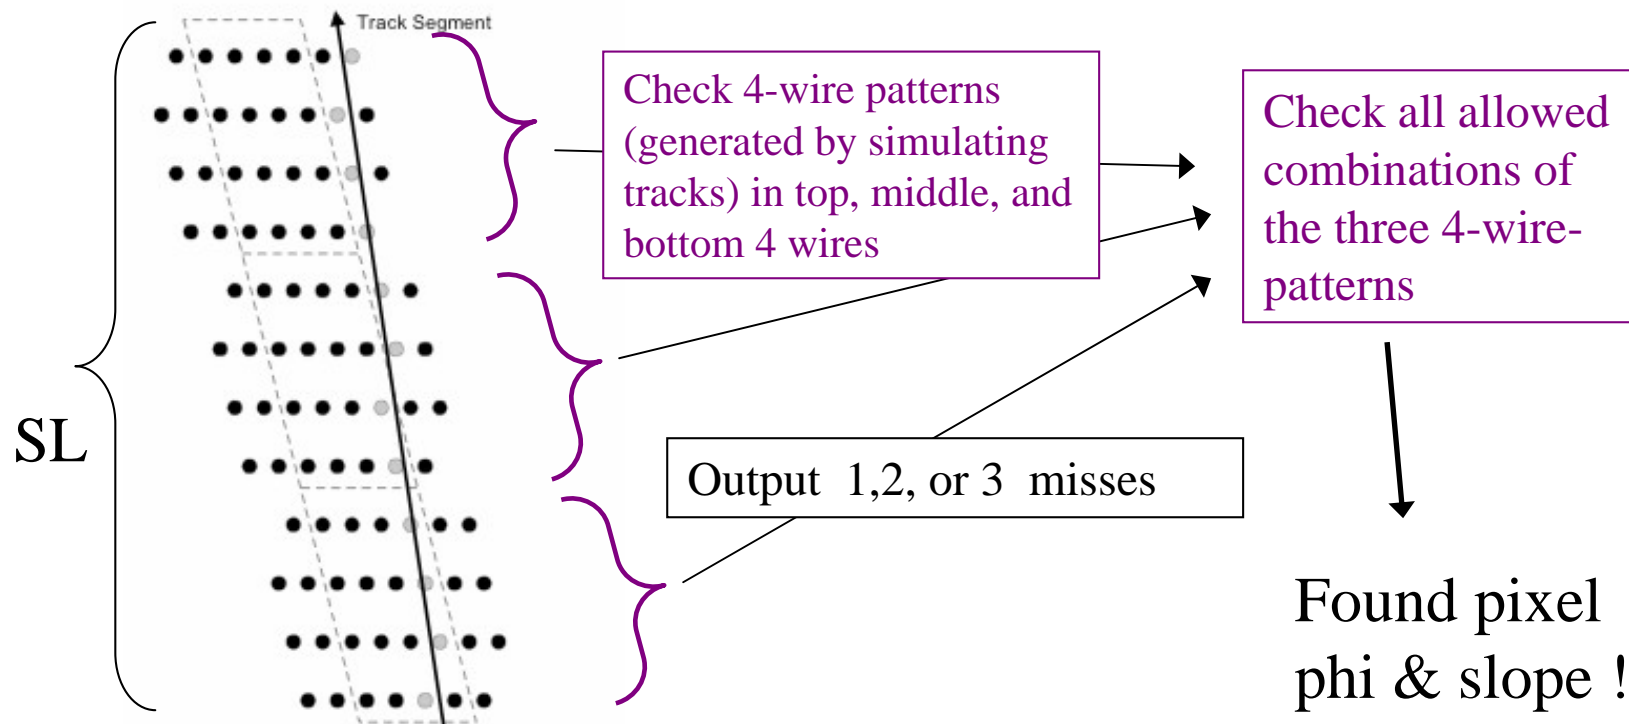 Track Segment
Check 4-wire patterns
(generated by simulating
tracks) in top, middle, and
bottom 4 wires
Check all allowed
combinations of
the three 4-wire-
patterns
SL
Output 1,2, or 3 misses
Found pixel
phi & slope !